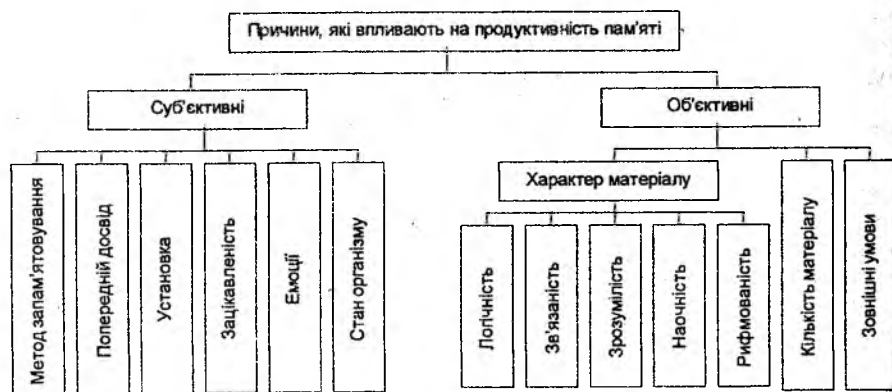 Причини, які впливають на продуктивність пам'яті
Суб'єктивні
Об'єктивні
Метод запам'ятовування
Попередній досвід
Установка
Зацікавленість
Емоції
Стан організму
Характер матеріалу
Логічність
Зв'язаність
Зрозумілість
Наочність
Римфованість
Кількість матеріалу
Зовнішні умови